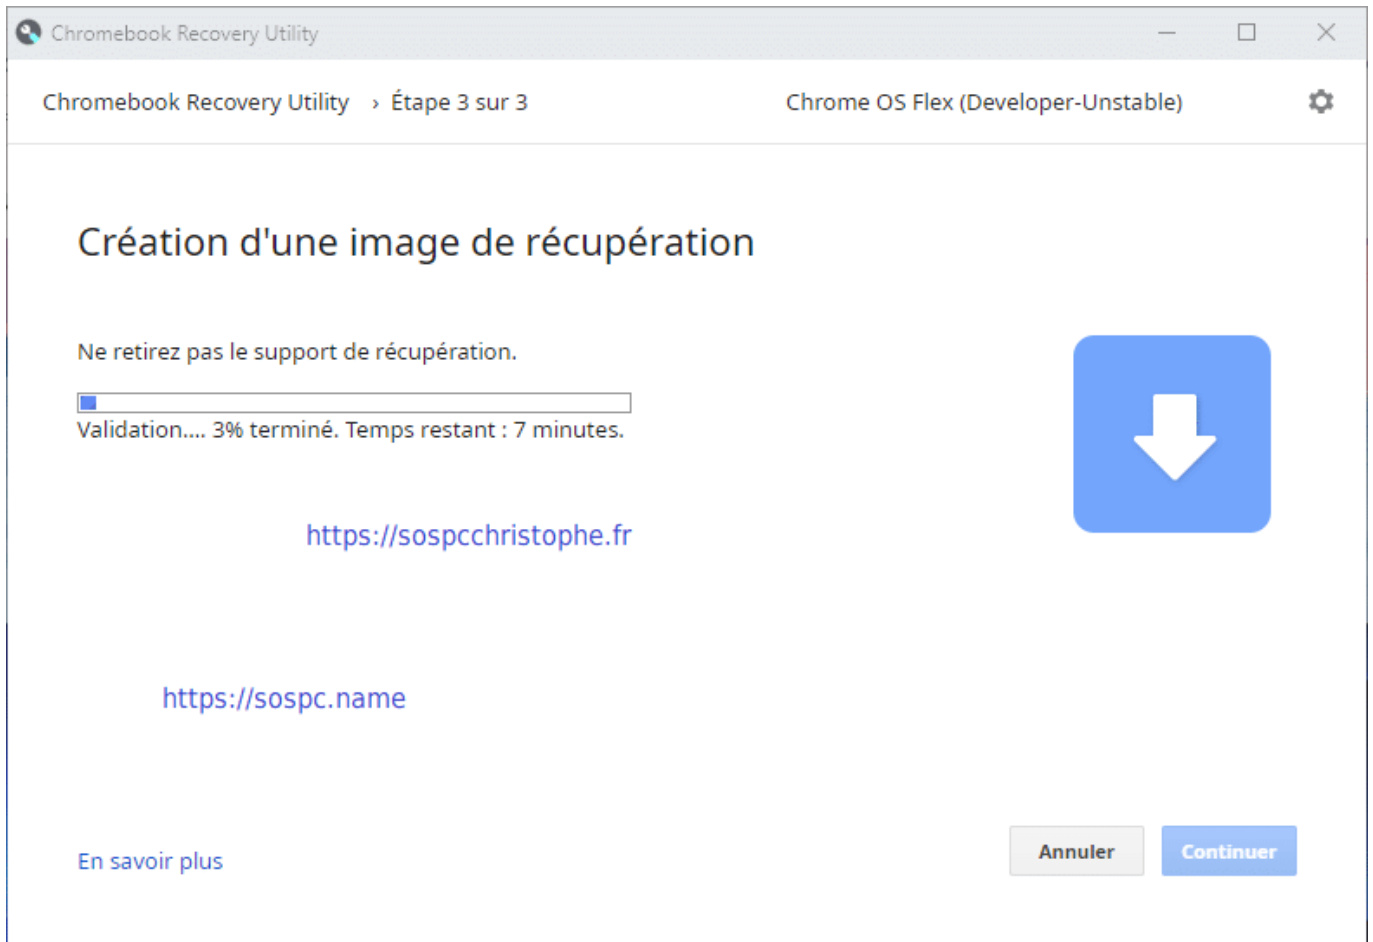 Chromebook Recovery Utility
Chromebook Recovery Utility › Étape 3 sur 3 Chrome OS Flex (Developer-Unstable)
Création d'une image de récupération
Ne retirez pas le support de récupération.
Validation.... 3% terminé. Temps restant : 7 minutes.
https://sospcchristophe.fr
https://sospc.name
En savoir plus Annuler Continuer